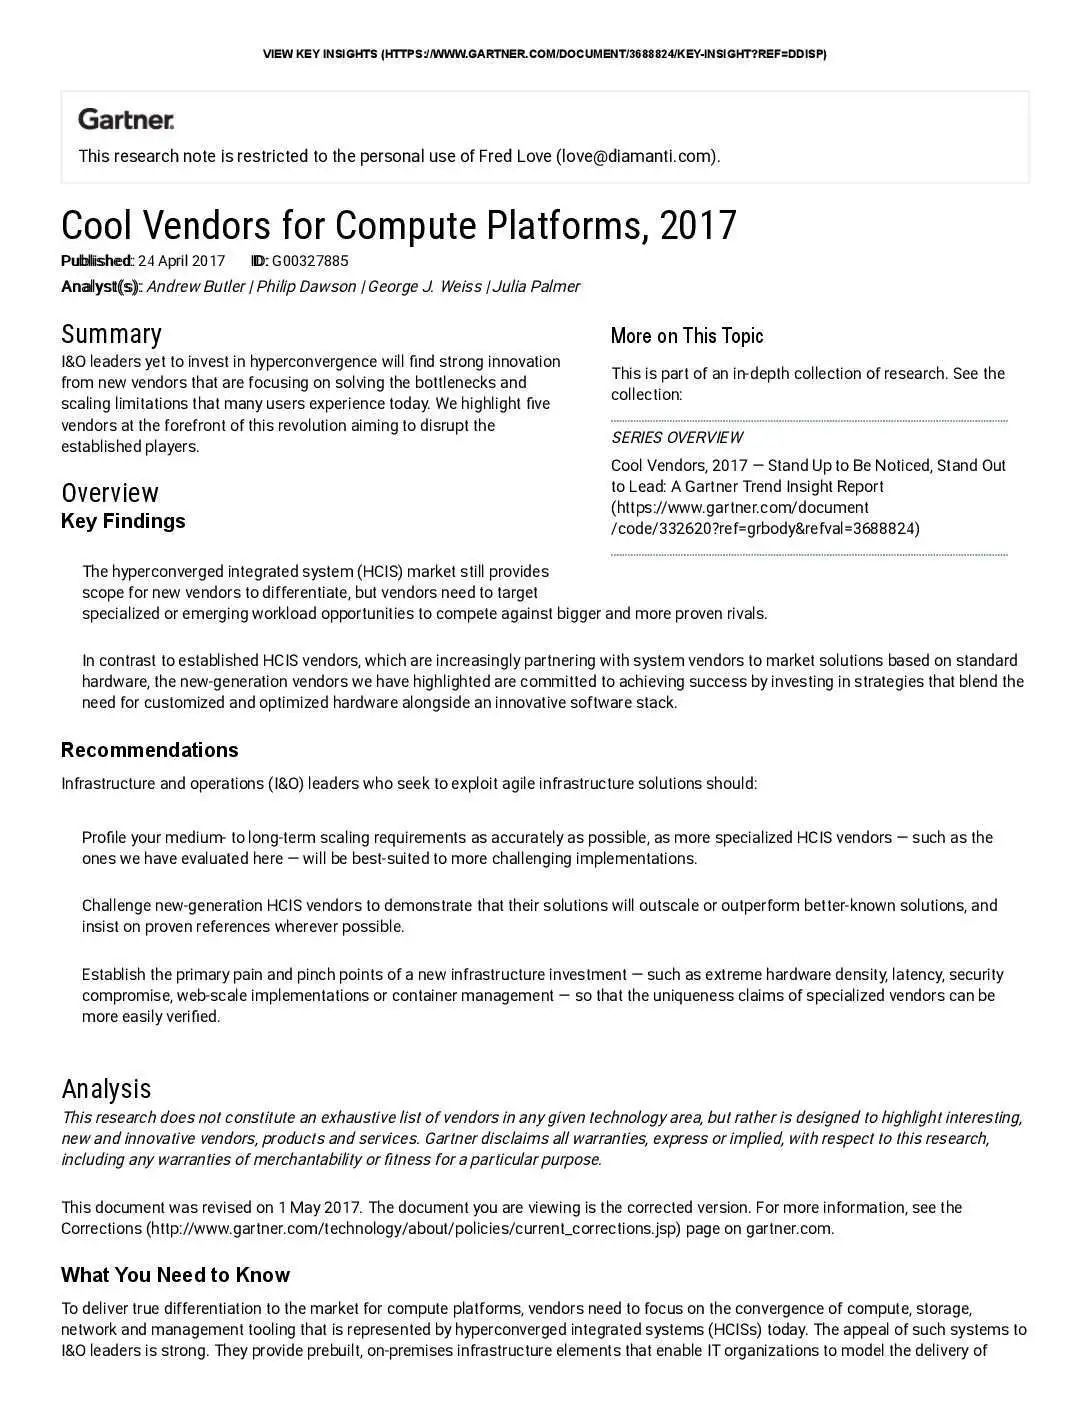 VIEW KEY INSIGHTS (HTTPS://WWW.GARTNER.COM/DOCUMENT/3688824/KEY-INSIGHT?REF=DDISP)
Gartner.
This research note is restricted to the personal use of Fred Love (love@diamanti.com).
Cool Vendors for Compute Platforms, 2017
Published: 24 April 2017 ID: G00327885
Analyst(s): Andrew Butler | Philip Dawson | George J. Weiss | Julia Palmer
Summary
I&O leaders yet to invest in hyperconvergence will find strong innovation
from new vendors that are focusing on solving the bottlenecks and
scaling limitations that many users experience today. We highlight five
vendors at the forefront of this revolution aiming to disrupt the
established players.
More on This Topic
This is part of an in-depth collection of research. See the
collection:
SERIES OVERVIEW
Cool Vendors, 2017 — Stand Up to Be Noticed, Stand Out
to Lead: A Gartner Trend Insight Report
(https://www.gartner.com/document
/code/332620?ref=grbody&refval=3688824)
Overview
Key Findings
The hyperconverged integrated system (HCIS) market still provides
scope for new vendors to differentiate, but vendors need to target
specialized or emerging workload opportunities to compete against bigger and more proven rivals.
In contrast to established HCIS vendors, which are increasingly partnering with system vendors to market solutions based on standard
hardware, the new-generation vendors we have highlighted are committed to achieving success by investing in strategies that blend the
need for customized and optimized hardware alongside an innovative software stack.
Recommendations
Infrastructure and operations (I&O) leaders who seek to exploit agile infrastructure solutions should:
Profile your medium- to long-term scaling requirements as accurately as possible, as more specialized HCIS vendors — such as the
ones we have evaluated here — will be best-suited to more challenging implementations.
Challenge new-generation HCIS vendors to demonstrate that their solutions will outscale or outperform better-known solutions, and
insist on proven references wherever possible.
Establish the primary pain and pinch points of a new infrastructure investment — such as extreme hardware density, latency, security
compromise, web-scale implementations or container management — so that the uniqueness claims of specialized vendors can be
more easily verified.
Analysis
This research does not constitute an exhaustive list of vendors in any given technology area, but rather is designed to highlight interesting,
new and innovative vendors, products and services. Gartner disclaims all warranties, express or implied, with respect to this research,
including any warranties of merchantability or fitness for a particular purpose.
This document was revised on 1 May 2017. The document you are viewing is the corrected version. For more information, see the
Corrections (http://www.gartner.com/technology/about/policies/current_corrections.jsp) page on gartner.com.
What You Need to Know
To deliver true differentiation to the market for compute platforms, vendors need to focus on the convergence of compute, storage,
network and management tooling that is represented by hyperconverged integrated systems (HCISs) today. The appeal of such systems to
I&O leaders is strong. They provide prebuilt, on-premises infrastructure elements that enable IT organizations to model the delivery of